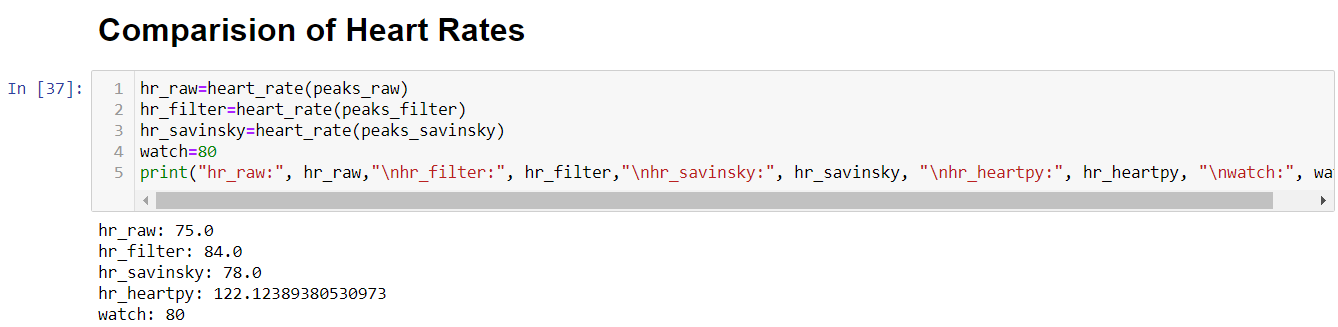 Comparision of Heart Rates
In [37]:
1 hr_raw=heart_rate(peaks_raw)
2 hr_filter=heart_rate(peaks_filter)
3 hr_savinsky=heart_rate(peaks_savinsky)
4 watch=80
5 print("hr_raw:", hr_raw,"\nhr_filter:", hr_filter,"\nhr_savinsky:", hr_savinsky, "\nhr_heartpy:", hr_heartpy, "\nwatch:", wa
hr_raw: 75.0
hr_filter: 84.0
hr_savinsky: 78.0
hr_heartpy: 122.12389380530973
watch: 80